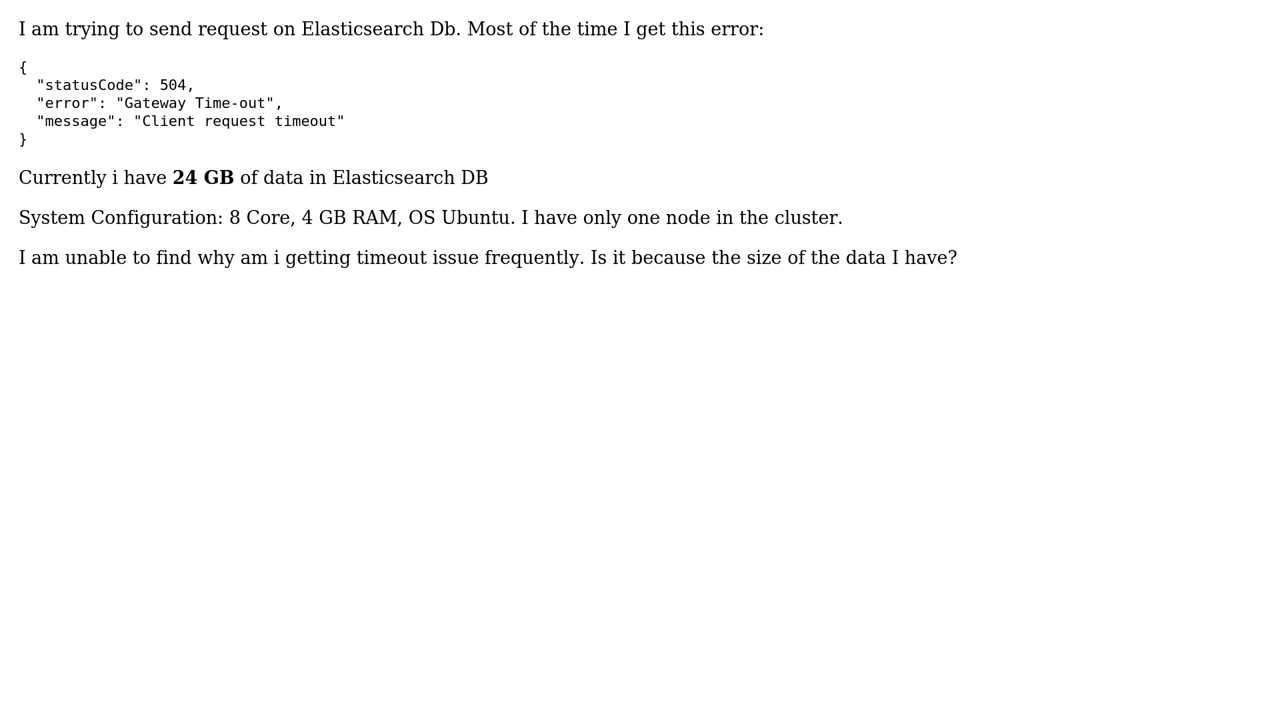 I am trying to send request on Elasticsearch Db. Most of the time I get this error:
{
  "statusCode": 504,
  "error": "Gateway Time-out",
  "message": "Client request timeout"
}
Currently i have 24 GB of data in Elasticsearch DB
System Configuration: 8 Core, 4 GB RAM, OS Ubuntu. I have only one node in the cluster.
I am unable to find why am i getting timeout issue frequently. Is it because the size of the data I have?